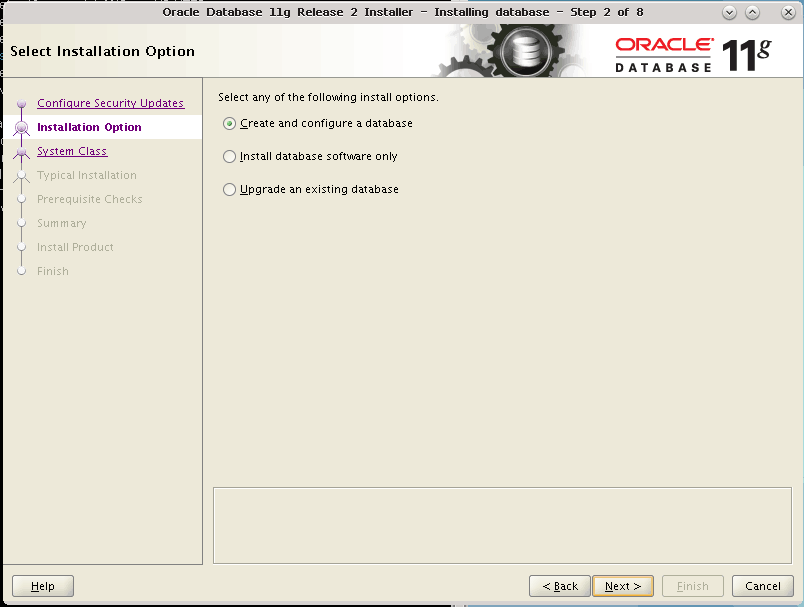 Oracle Database 11g Release 2 Installer - Installing database - Step 2 of 8
Select Installation Option
ORACLE
DATABASE
11g
Configure Security Updates
Installation Option
System Class
Typical Installation
Prerequisite Checks
Summary
Install Product
Finish
Select any of the following install options.
Create and configure a database
Install database software only
Upgrade an existing database
Help
< Back
Next >
Finish
Cancel